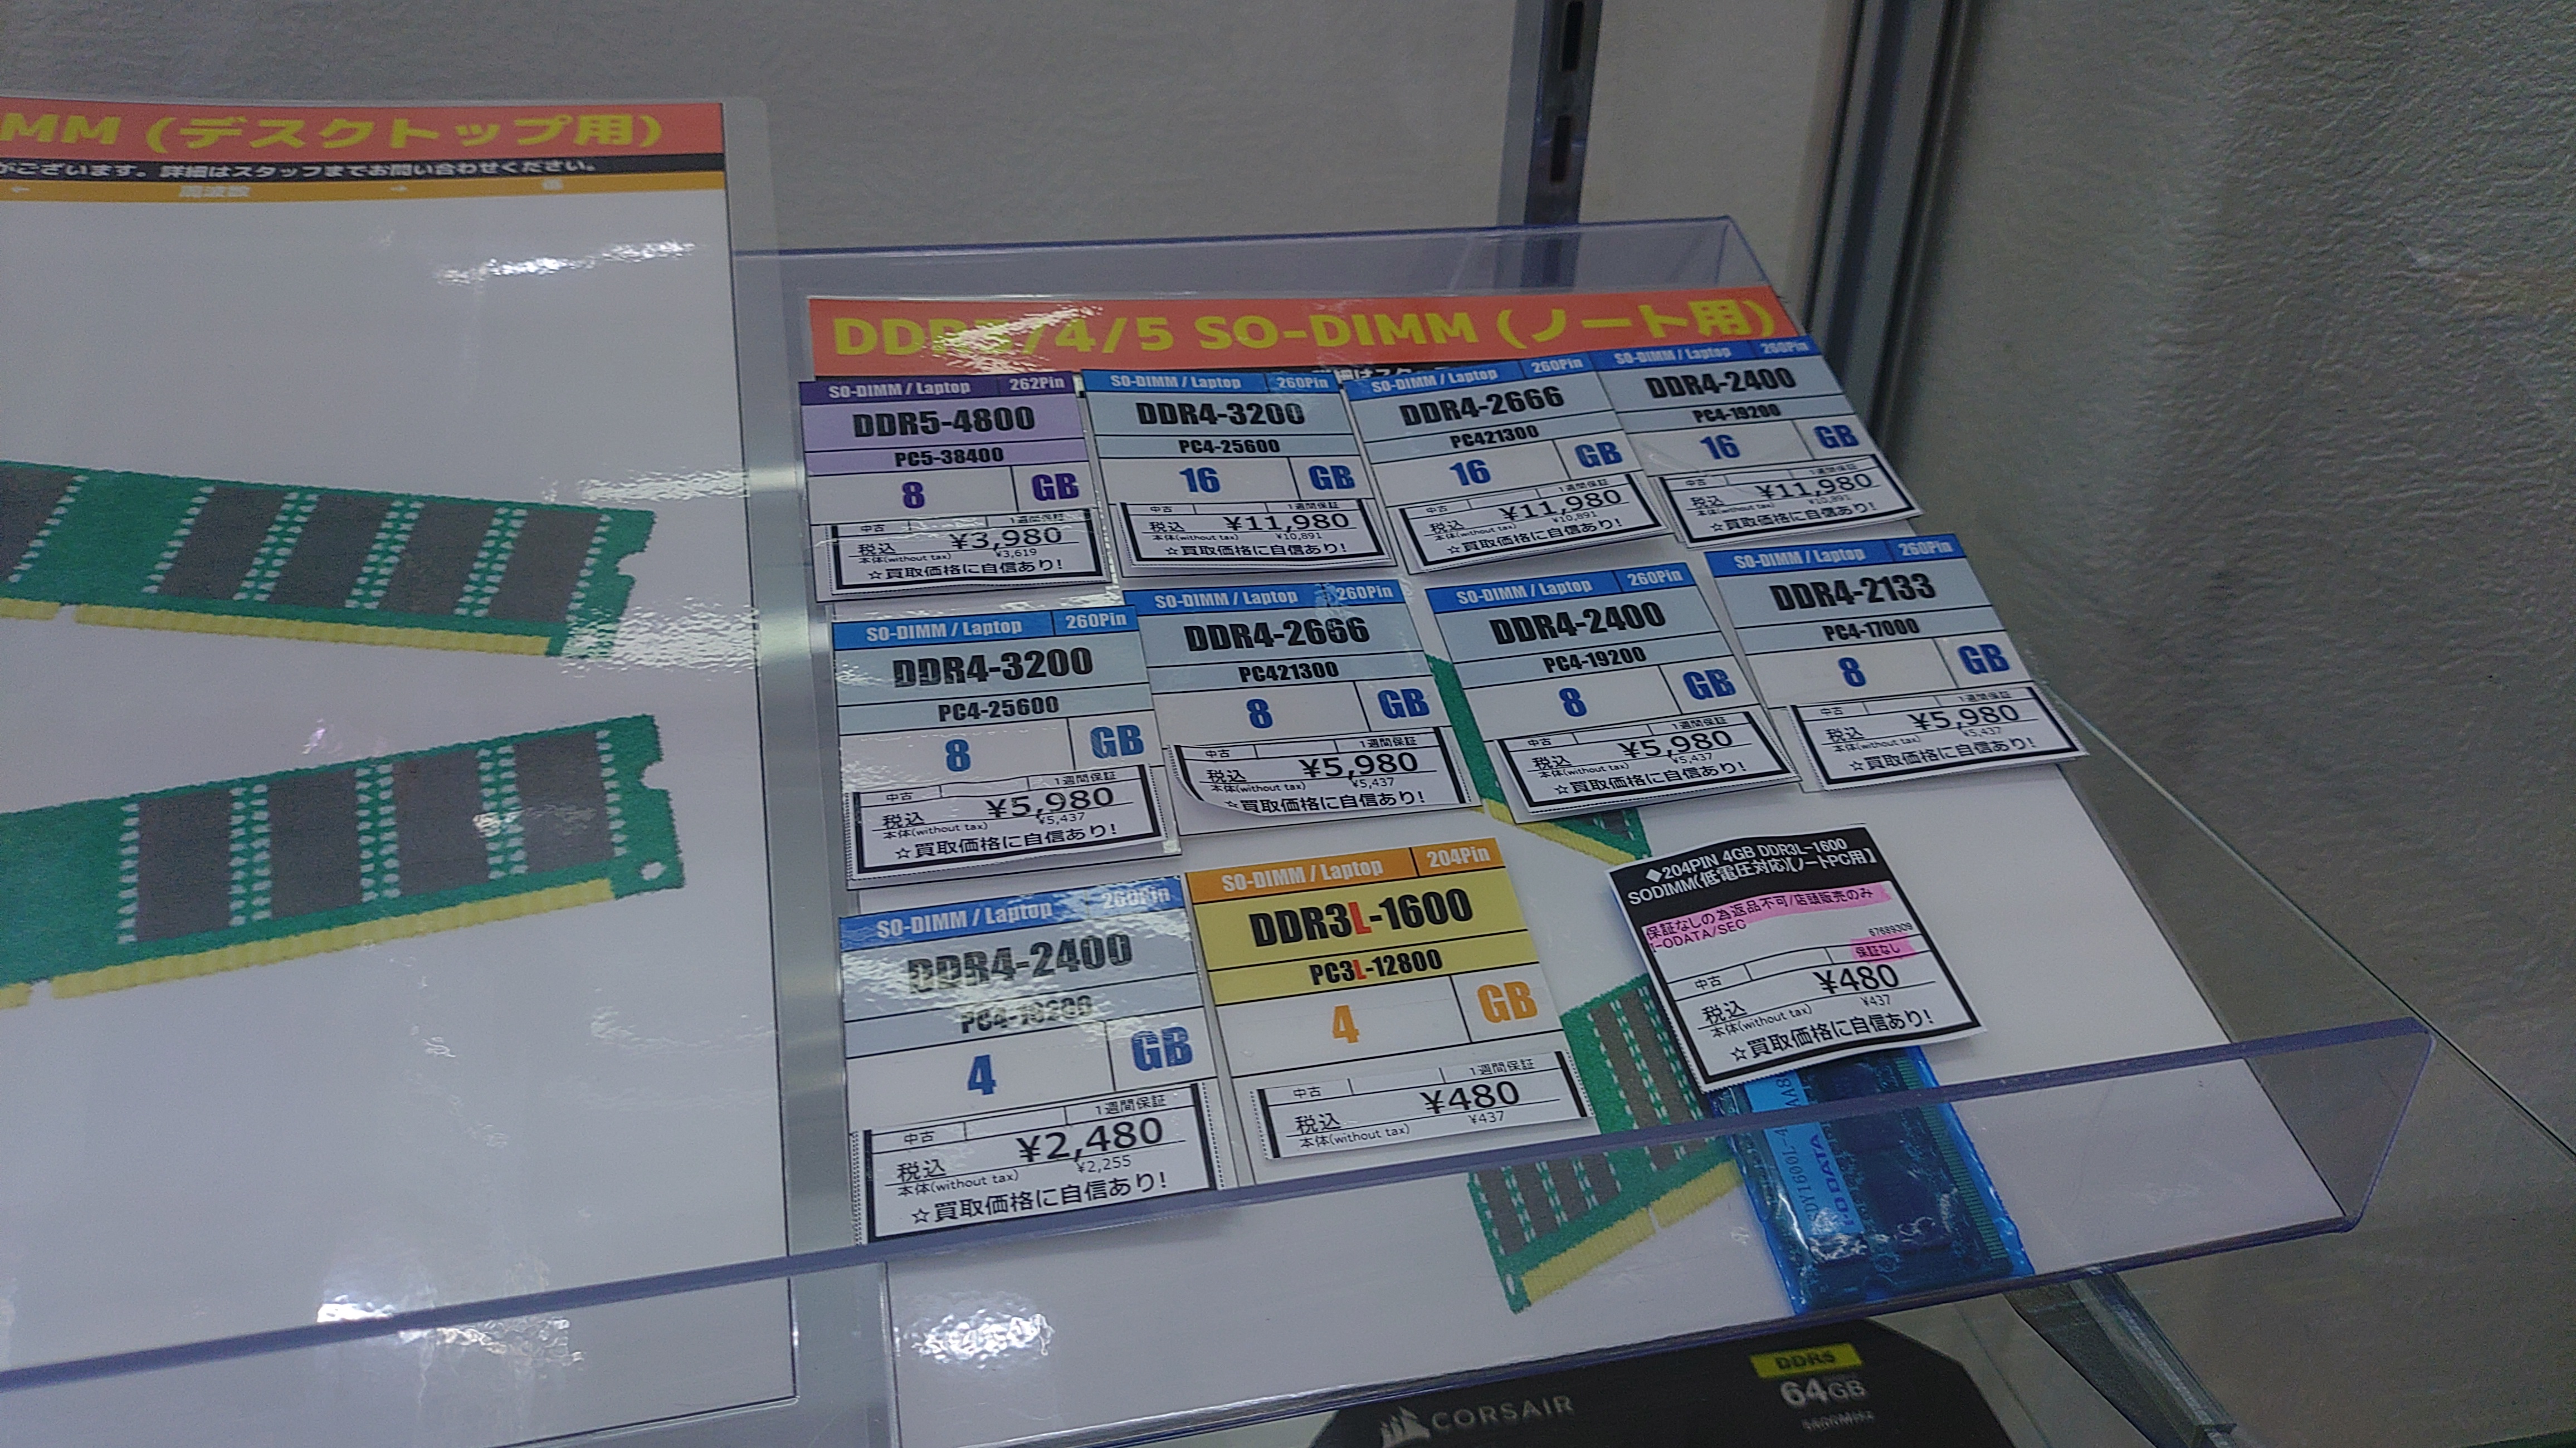 MM (デスクトップ用)
がございます。詳細はスタッフまでお問い合わせください。
← 周波数 → 価
DDR3/4/5 SO-DIMM (ノート用)
SO-DIMM / Laptop 262Pin
DDR5-4800
PC5-38400
8 GB
中古 1週間保証
税込 ¥3,980
本体(without tax) ¥3,619
☆買取価格に自信あり!
SO-DIMM / Laptop 260Pin
DDR4-3200
PC4-25600
16 GB
中古 1週間保証
税込 ¥11,980
本体(without tax) ¥10,891
☆買取価格に自信あり!
SO-DIMM / Laptop 260Pin
DDR4-2666
PC421300
16 GB
中古 1週間保証
税込 ¥11,980
本体(without tax) ¥10,891
☆買取価格に自信あり!
SO-DIMM / Laptop 260Pin
DDR4-2400
PC4-19200
16 GB
中古 1週間保証
税込 ¥11,980
本体(without tax) ¥10,891
☆買取価格に自信あり!
SO-DIMM / Laptop 260Pin
DDR4-3200
PC4-25600
8 GB
中古 1週間保証
税込 ¥5,980
本体(without tax) ¥5,437
☆買取価格に自信あり!
SO-DIMM / Laptop 260Pin
DDR4-2666
PC421300
8 GB
中古 1週間保証
税込 ¥5,980
本体(without tax) ¥5,437
☆買取価格に自信あり!
SO-DIMM / Laptop 260Pin
DDR4-2400
PC4-19200
8 GB
中古 1週間保証
税込 ¥5,980
本体(without tax) ¥5,437
☆買取価格に自信あり!
SO-DIMM / Laptop 260Pin
DDR4-2133
PC4-17000
8 GB
中古 1週間保証
税込 ¥5,980
本体(without tax) ¥5,437
☆買取価格に自信あり!
SO-DIMM / Laptop 260Pin
DDR4-2400
PC4-19200
4 GB
中古 1週間保証
税込 ¥2,480
本体(without tax) ¥2,255
☆買取価格に自信あり!
SO-DIMM / Laptop 204Pin
DDR3L-1600
PC3L-12800
4 GB
中古 1週間保証
税込 ¥480
本体(without tax) ¥437
◆204PIN 4GB DDR3L-1600
SODIMM(低電圧対応)【ノートPC用】
保証なしの為返品不可/店頭販売のみ
I-ODATA/SEC
67689309
中古 保証なし
税込 ¥480
本体(without tax) ¥437
☆買取価格に自信あり!
I-O DATA
CORSAIR
DDR5
64GB